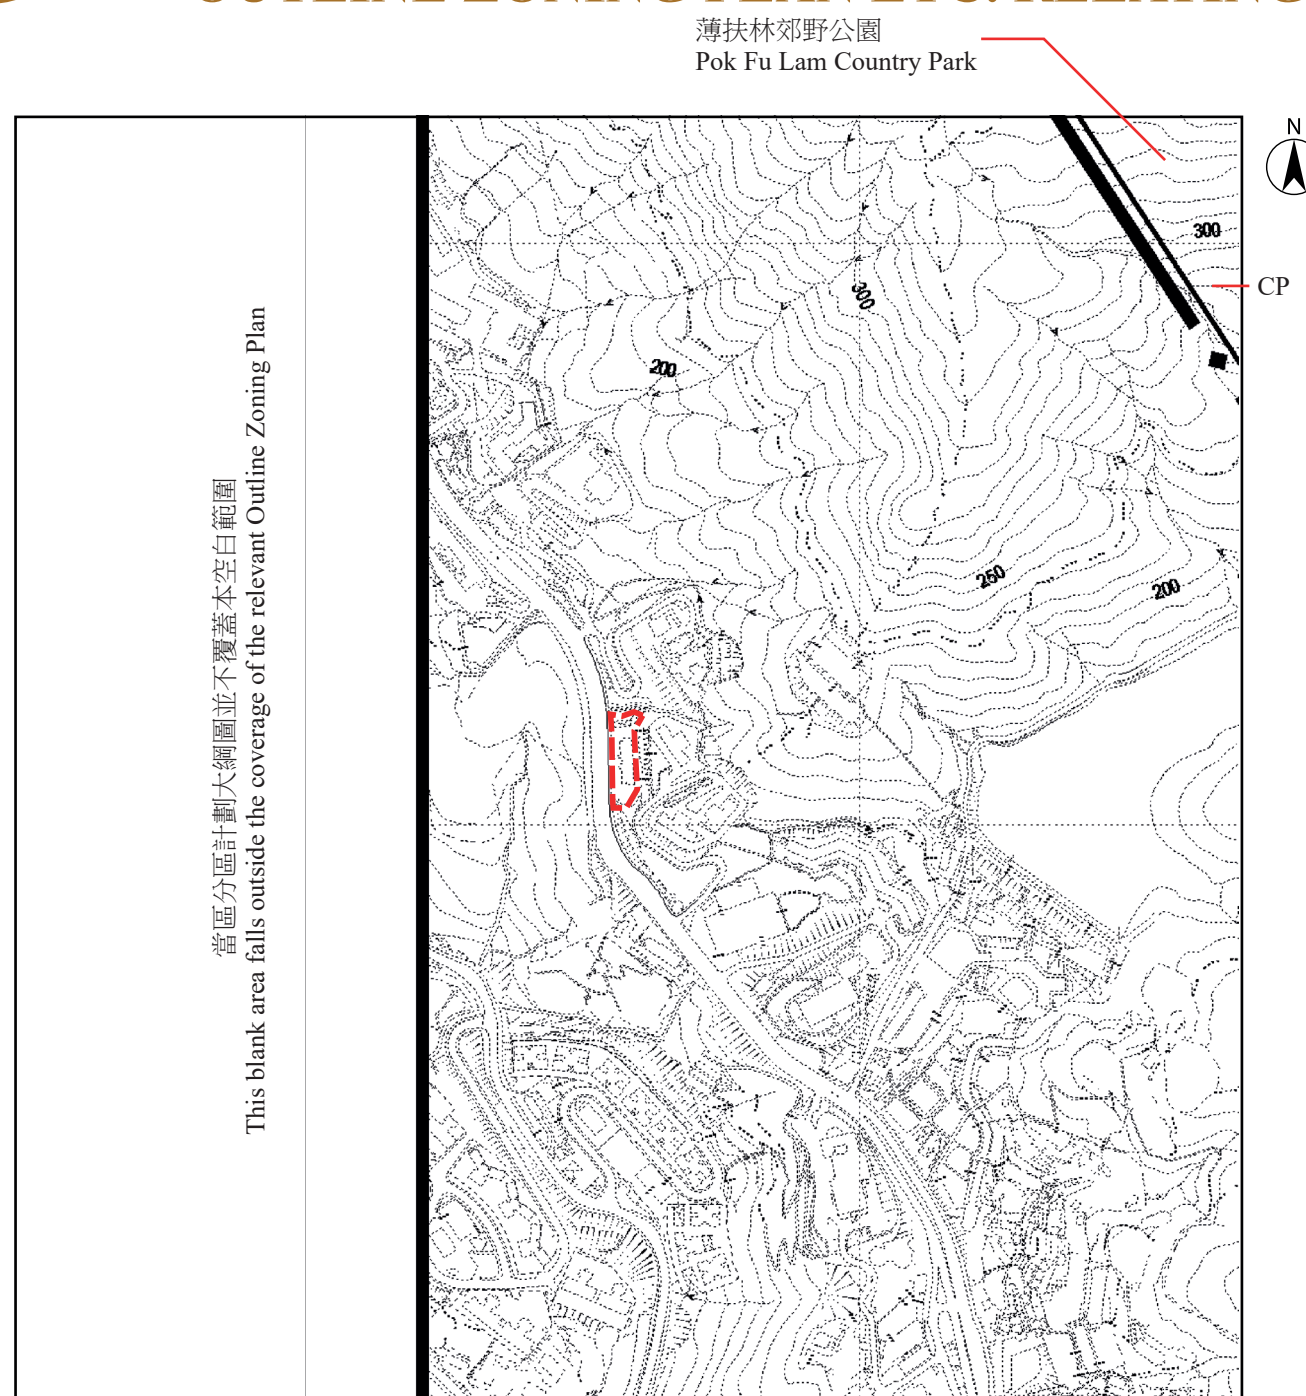 薄扶林郊野公園
Pok Fu Lam Country Park
N
300
CP
300
200
250
200
當區分區計劃大綱圖並不覆蓋本空白範圍
This blank area falls outside the coverage of the relevant Outline Zoning Plan